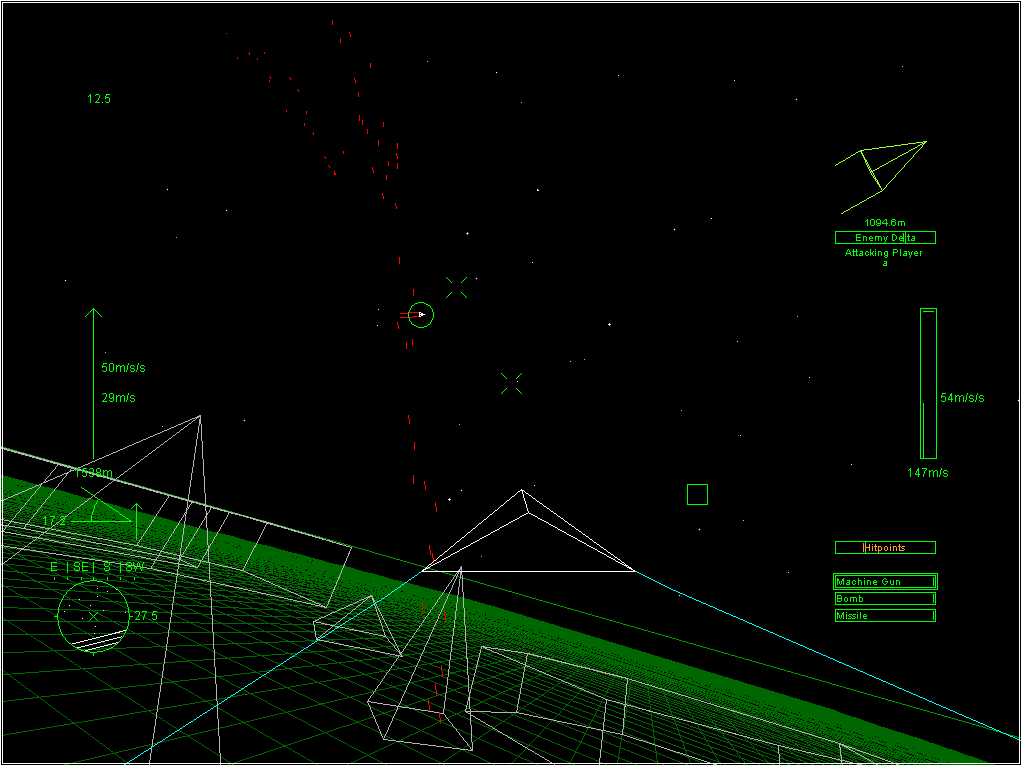 12.5
1094.6m
Enemy Delta
Attacking Player
a
50m/s/s
29m/s
54m/s/s
1538m
147m/s
17.2
Hitpoints
E | SE | S | SW
Machine Gun
Bomb
Missile
-27.5